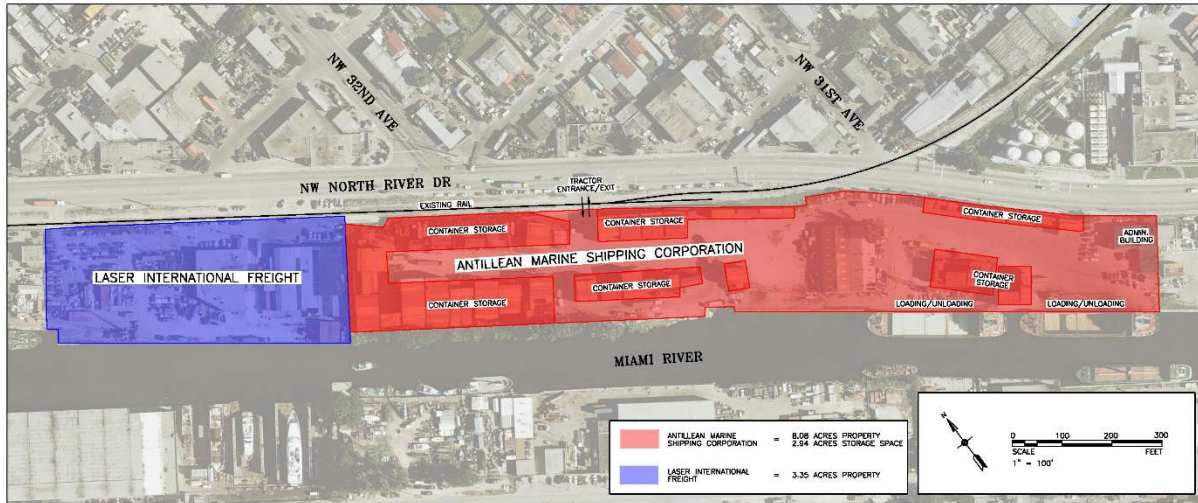 NW 32ND AVE
NW 31ST AVE
NW NORTH RIVER DR
TRACTOR
ENTRANCE/EXIT
EXISTING RAIL
CONTAINER STORAGE
CONTAINER STORAGE
CONTAINER STORAGE
ADMIN.
BUILDING
LASER INTERNATIONAL FREIGHT
ANTILLEAN MARINE SHIPPING CORPORATION
CONTAINER STORAGE
CONTAINER STORAGE
CONTAINER
STORAGE
LOADING/UNLOADING
LOADING/UNLOADING
MIAMI RIVER
ANTILLEAN MARINE
SHIPPING CORPORATION
= 8.08 ACRES PROPERTY
2.94 ACRES STORAGE SPACE
LASER INTERNATIONAL
FREIGHT
= 3.35 ACRES PROPERTY
N
0 100 200 300
SCALE FEET
1" = 100'